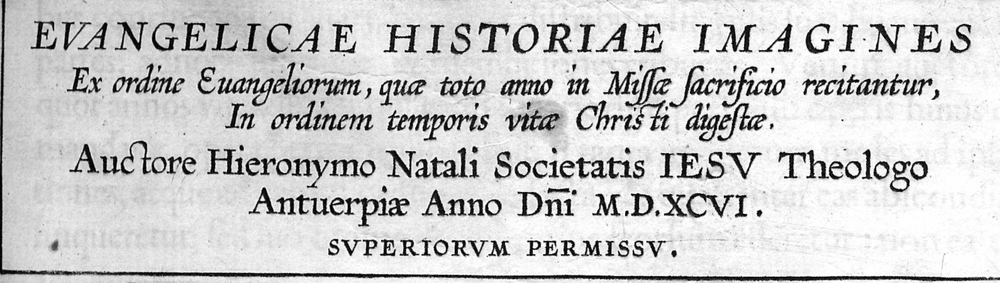 EVANGELICAE HISTORIAE IMAGINES
Ex ordine Euangeliorum, quæ toto anno in Missæ sacrificio recitantur,
In ordinem temporis vitæ Christi digestæ.
Auctore Hieronymo Natali Societatis IESV Theologo
Antuerpiæ Anno Dn̄i M.D.XCVI.
SVPERIORVM PERMISSV.